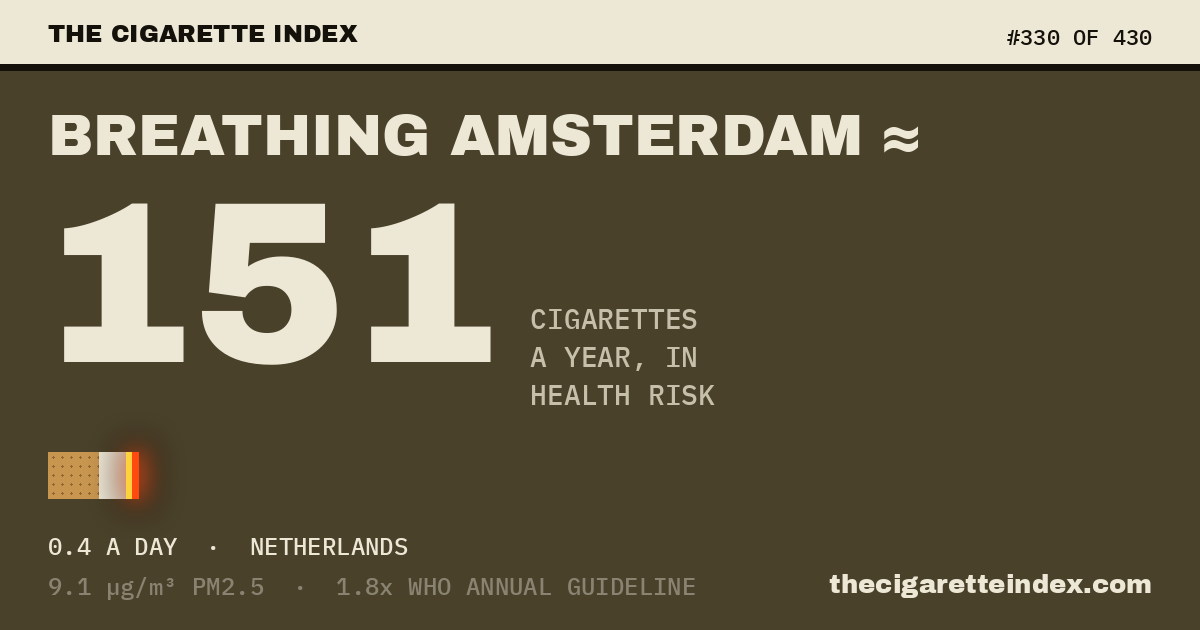 THE CIGARETTE INDEX
#330 OF 430
BREATHING AMSTERDAM ≈
151
CIGARETTES
A YEAR, IN
HEALTH RISK
0.4 A DAY · NETHERLANDS
9.1 µg/m³ PM2.5 · 1.8x WHO ANNUAL GUIDELINE
thecigaretteindex.com